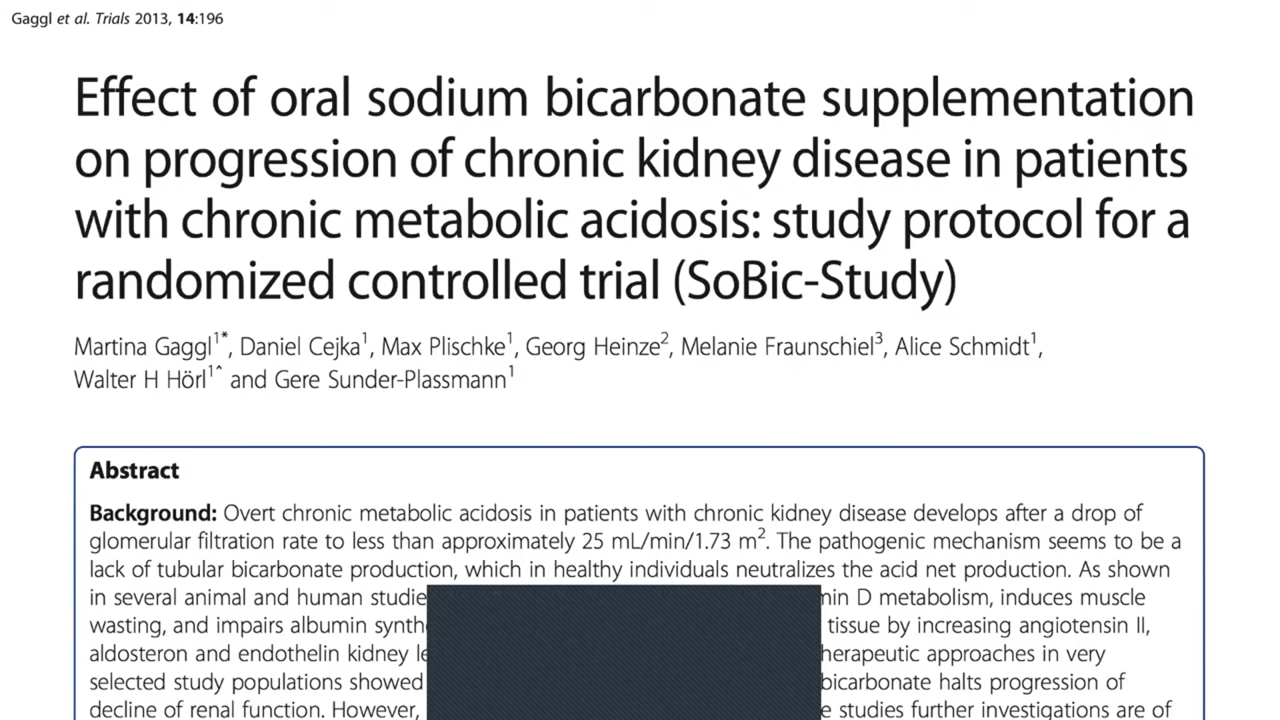 Gaggl et al. Trials 2013, 14:196
Effect of oral sodium bicarbonate supplementation
on progression of chronic kidney disease in patients
with chronic metabolic acidosis: study protocol for a
randomized controlled trial (SoBic-Study)
Martina Gaggl1*, Daniel Cejka1, Max Plischke1, Georg Heinze2, Melanie Fraunschiel3, Alice Schmidt1,
Walter H Hörl1^ and Gere Sunder-Plassmann1
Abstract
Background: Overt chronic metabolic acidosis in patients with chronic kidney disease develops after a drop of
glomerular filtration rate to less than approximately 25 mL/min/1.73 m2. The pathogenic mechanism seems to be a
lack of tubular bicarbonate production, which in healthy individuals neutralizes the acid net production. As shown
in several animal and human D metabolism, induces muscle
wasting, and impairs albumin tissue by increasing angiotensin II,
aldosteron and endothelin kidney approaches in very
selected study populations showed bicarbonate halts progression of
decline of renal function. However, studies further investigations are of